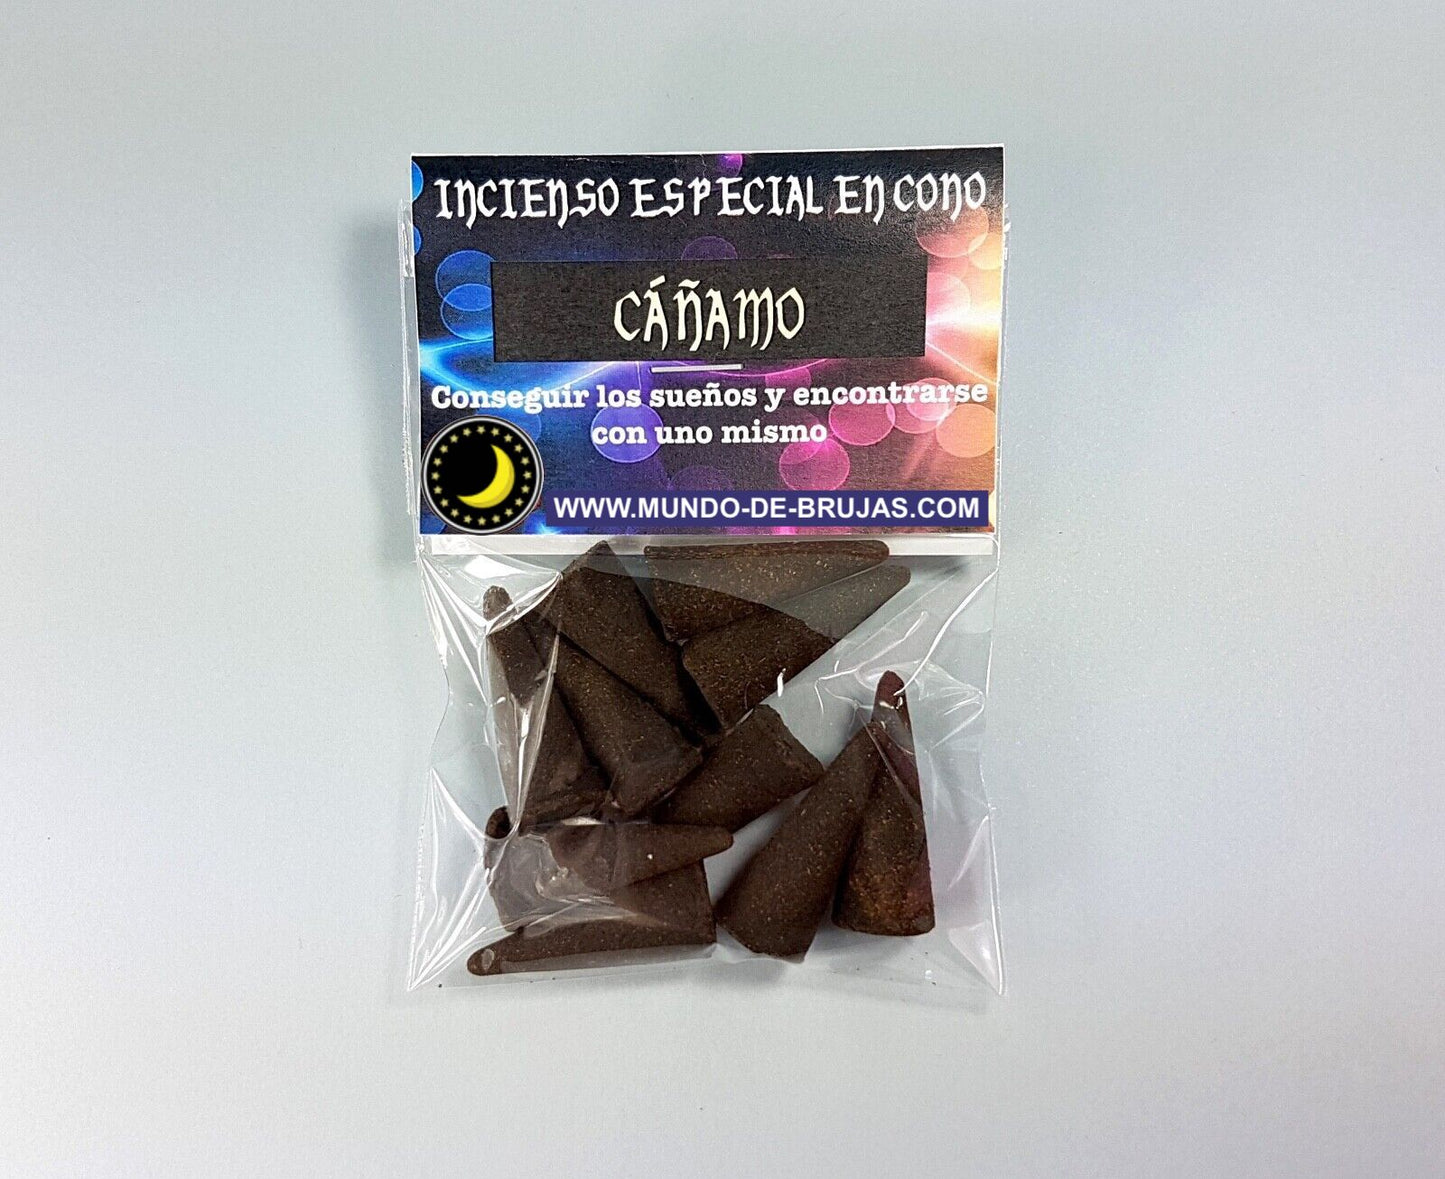 INCIENSO ESPECIAL EN CONO
CÁÑAMO
Conseguir los sueños y encontrarse
con uno mismo
WWW.MUNDO-DE-BRUJAS.COM